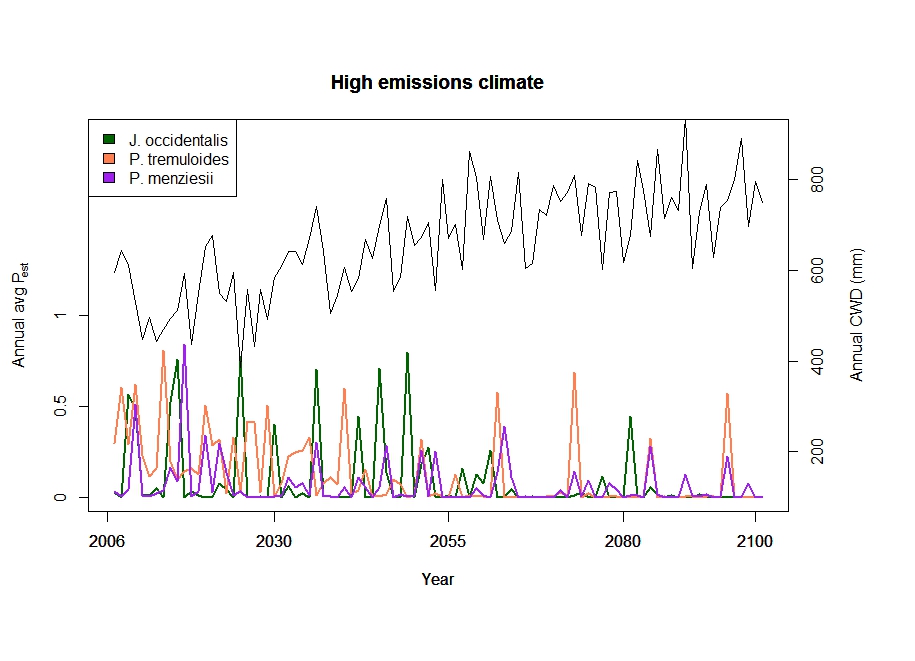 High emissions climate
J. occidentalis
P. tremuloides
P. menziesii
Annual avg Pest
1
0.5
0
800
600
400
200
Annual CWD (mm)
2006 2030 2055 2080 2100
Year